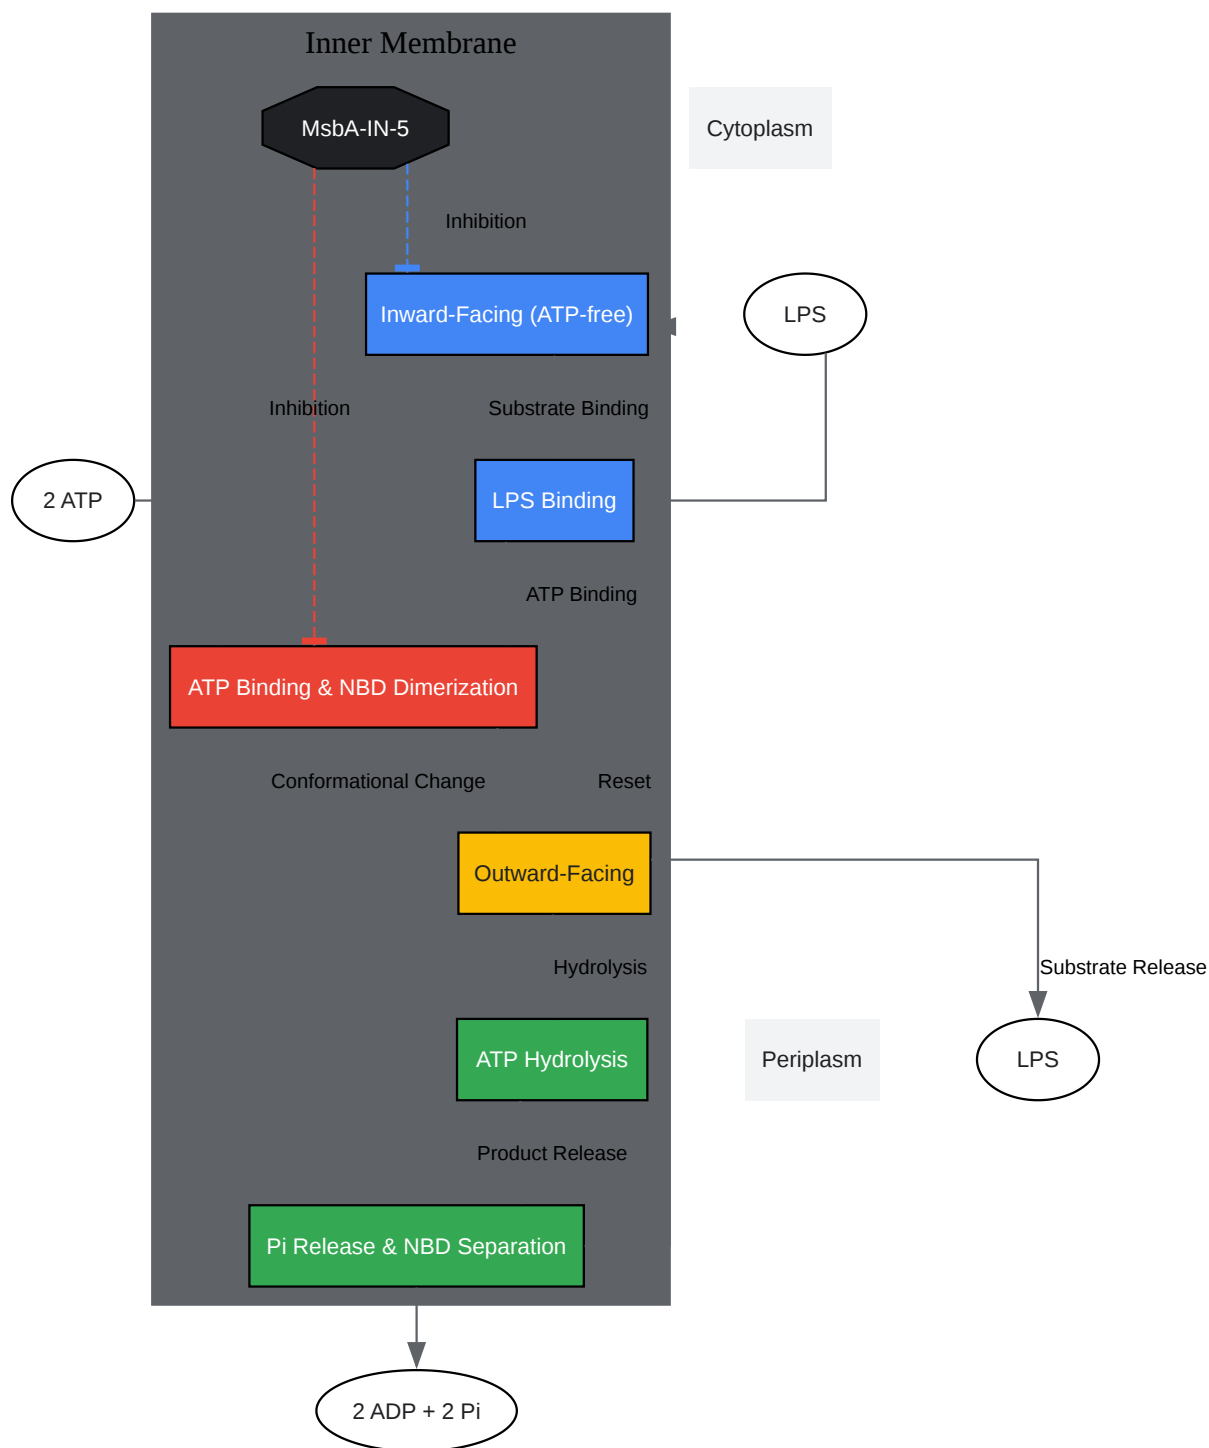 Inner Membrane
MsbA-IN-5
Cytoplasm
Inhibition
Inward-Facing (ATP-free)
LPS
Inhibition
Substrate Binding
2 ATP
LPS Binding
ATP Binding
ATP Binding & NBD Dimerization
Conformational Change
Reset
Outward-Facing
Hydrolysis
Substrate Release
ATP Hydrolysis
Periplasm
LPS
Product Release
Pi Release & NBD Separation
2 ADP + 2 Pi